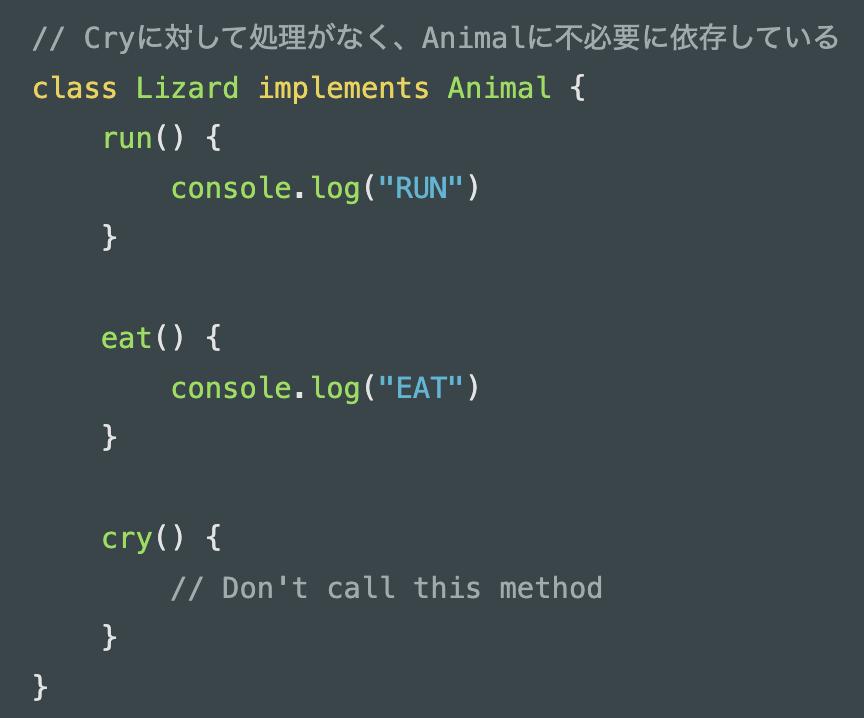 // Cryに対して処理がなく、Animalに不必要に依存している
class Lizard implements Animal {
    run() {
        console.log("RUN")
    }

    eat() {
        console.log("EAT")
    }

    cry() {
        // Don't call this method
    }
}